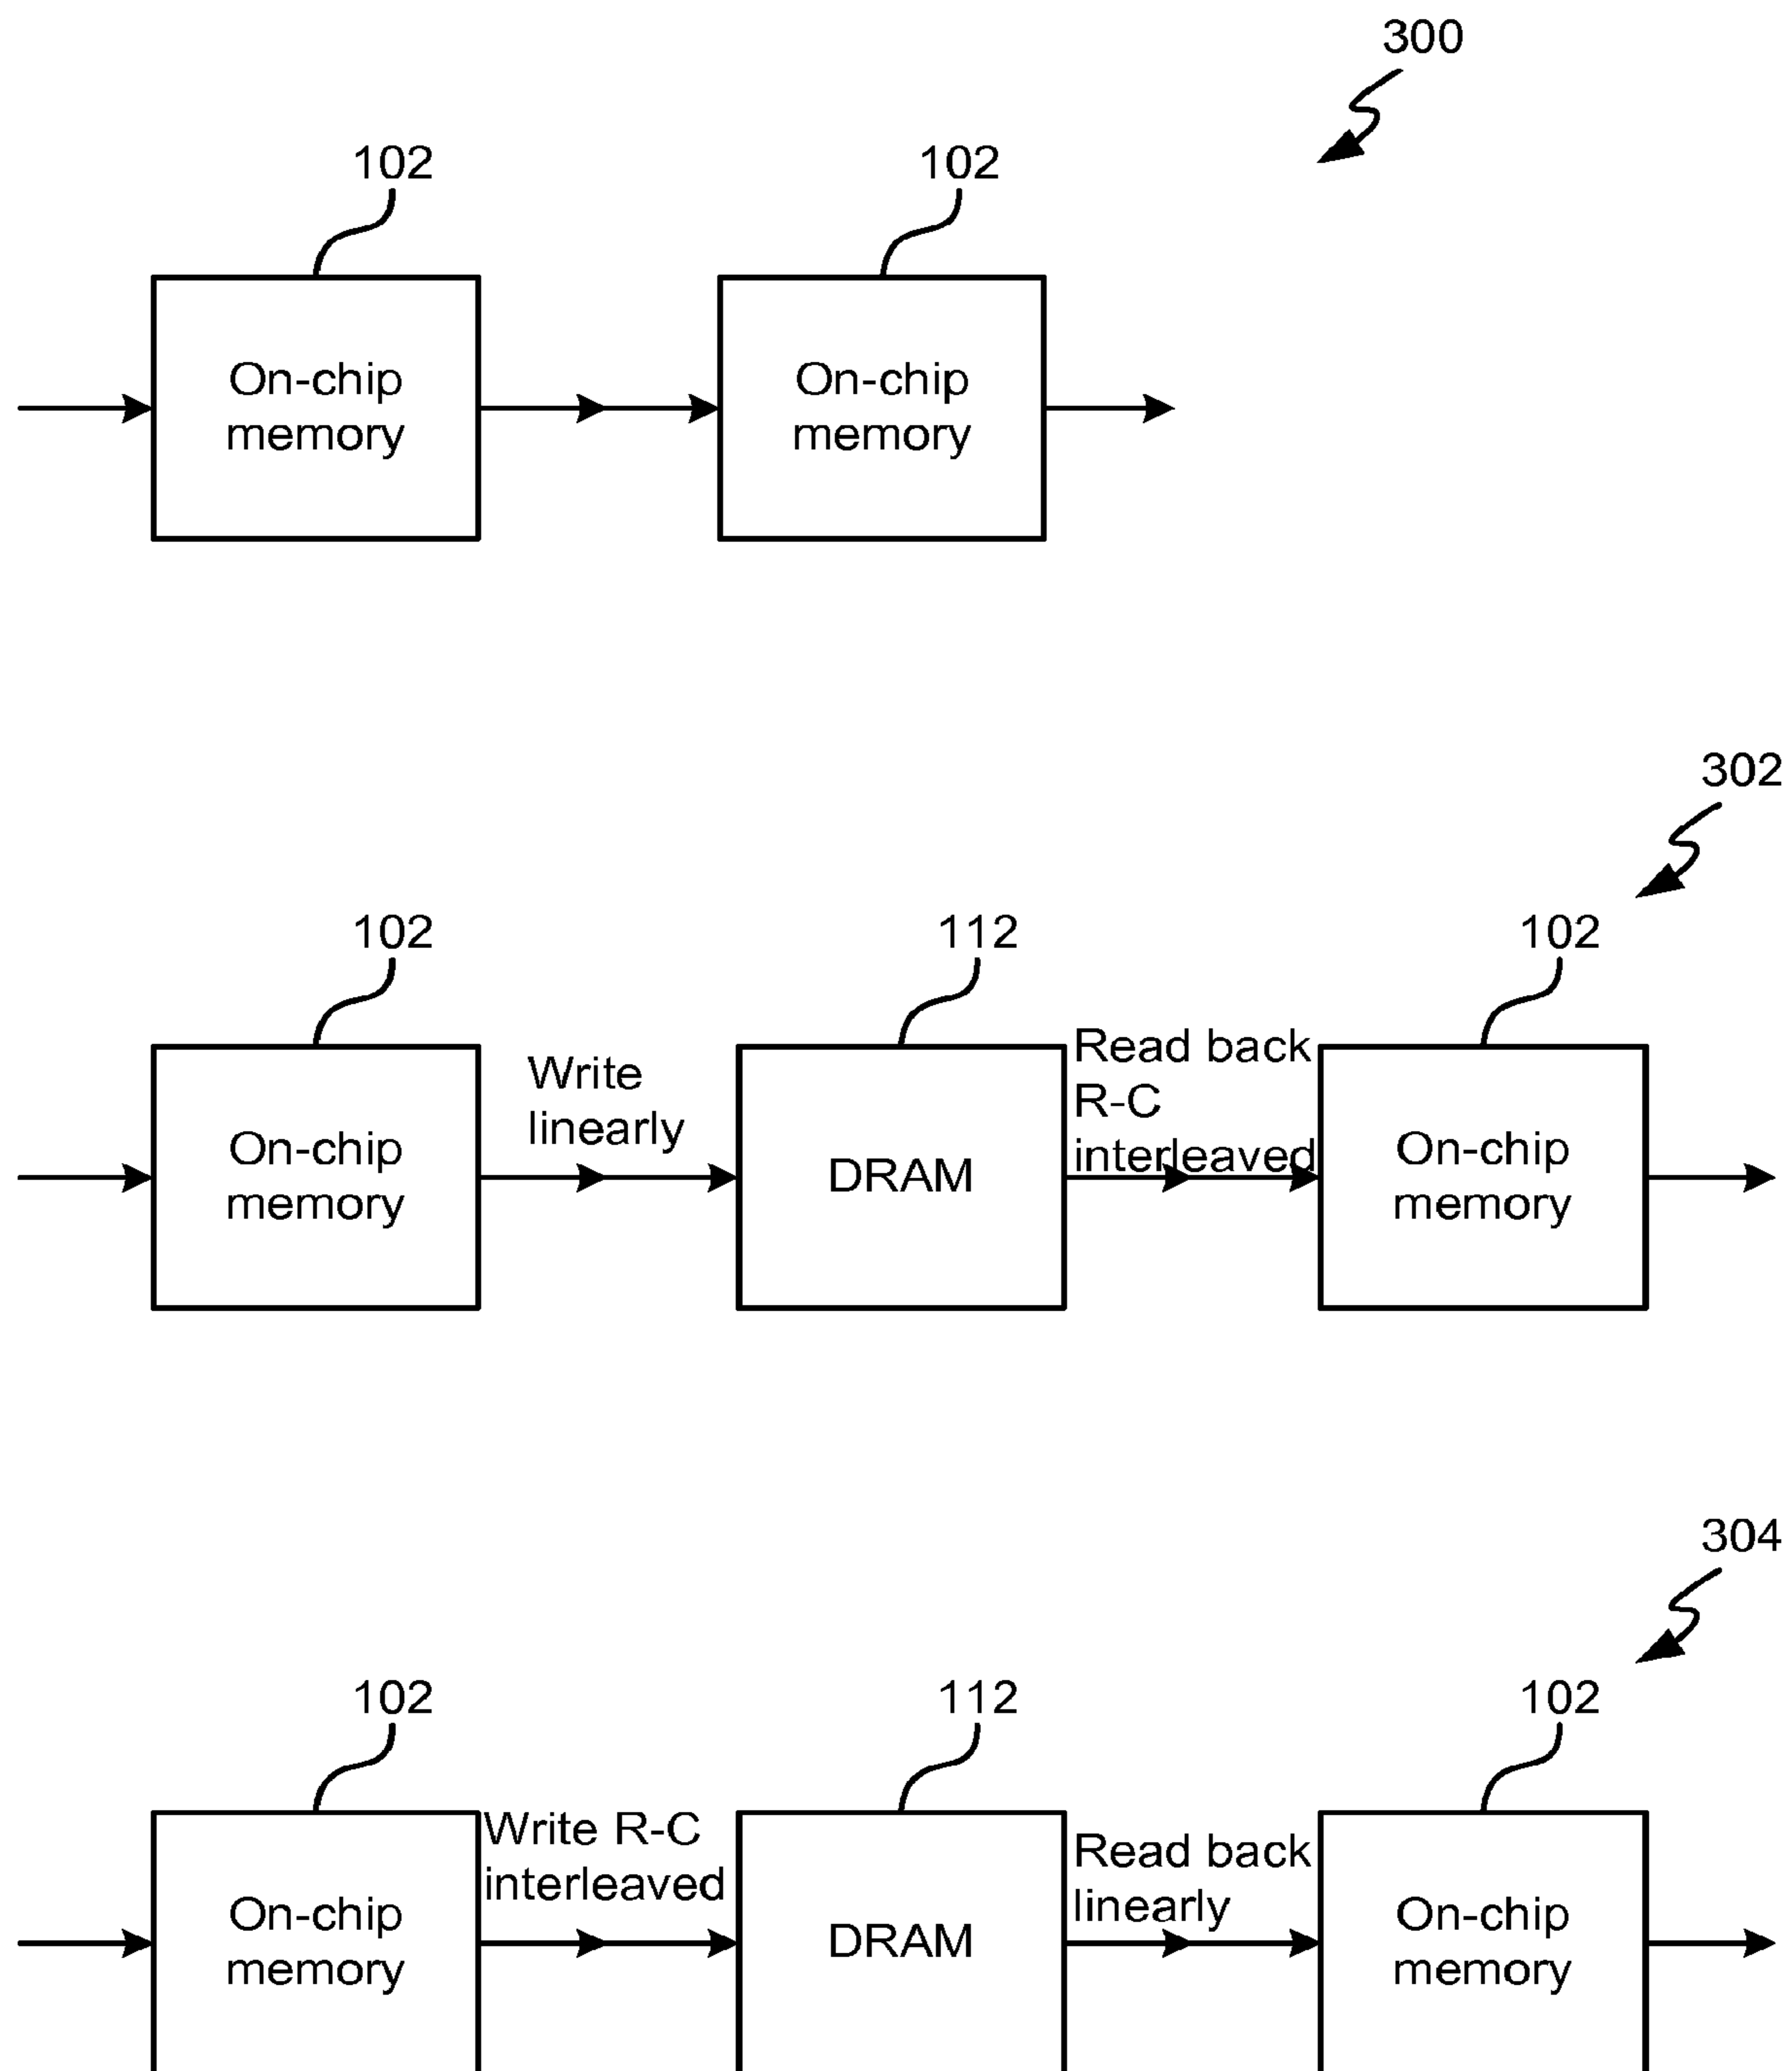 300
102
102
On-chip
memory
On-chip
memory
302
102
112
102
Write
linearly
Read back
R-C
interleaved
On-chip
memory
DRAM
On-chip
memory
304
102
112
102
Write R-C
interleaved
Read back
linearly
On-chip
memory
DRAM
On-chip
memory